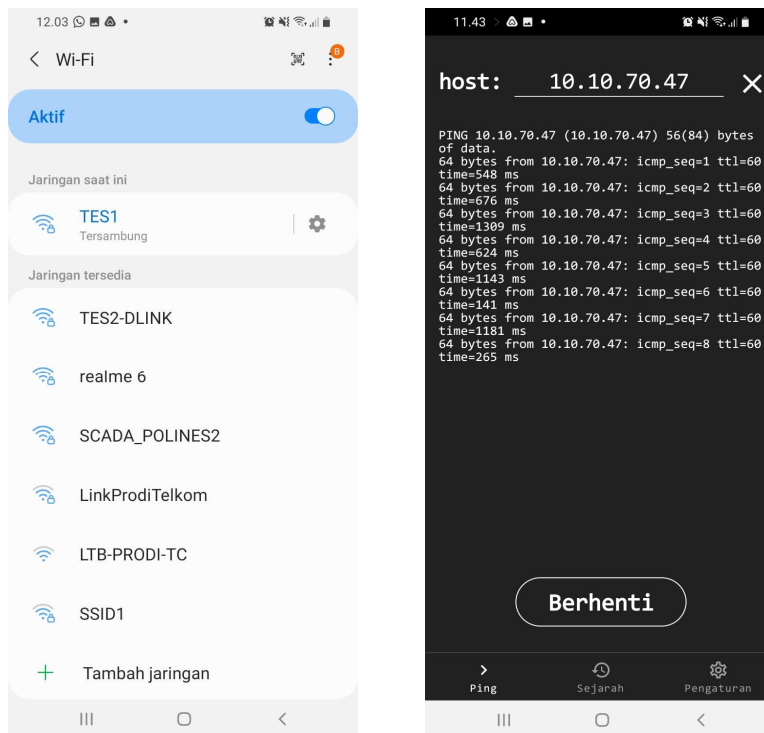 12.03
Wi-Fi
B
Aktif
Jaringan saat ini
TES1
Tersambung
Jaringan tersedia
TES2-DLINK
realme 6
SCADA_POLINES2
LinkProdiTelkom
LTB-PRODI-TC
SSID1
+ Tambah jaringan
11.43
host: 10.10.70.47
PING 10.10.70.47 (10.10.70.47) 56(84) bytes
of data.
64 bytes from 10.10.70.47: icmp_seq=1 ttl=60
time=548 ms
64 bytes from 10.10.70.47: icmp_seq=2 ttl=60
time=676 ms
64 bytes from 10.10.70.47: icmp_seq=3 ttl=60
time=1309 ms
64 bytes from 10.10.70.47: icmp_seq=4 ttl=60
time=624 ms
64 bytes from 10.10.70.47: icmp_seq=5 ttl=60
time=1143 ms
64 bytes from 10.10.70.47: icmp_seq=6 ttl=60
time=141 ms
64 bytes from 10.10.70.47: icmp_seq=7 ttl=60
time=1181 ms
64 bytes from 10.10.70.47: icmp_seq=8 ttl=60
time=265 ms
Berhenti
Ping Sejarah Pengaturan